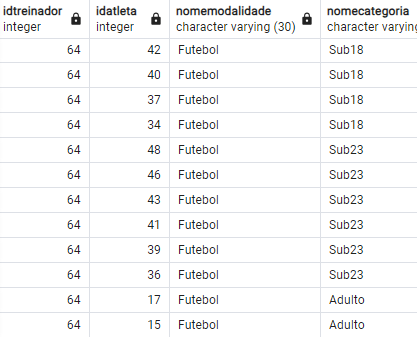 idtreinador idatleta nomemodalidade nomecategoria
integer integer character varying (30) character varying
64 42 Futebol Sub18
64 40 Futebol Sub18
64 37 Futebol Sub18
64 34 Futebol Sub18
64 48 Futebol Sub23
64 46 Futebol Sub23
64 43 Futebol Sub23
64 41 Futebol Sub23
64 39 Futebol Sub23
64 36 Futebol Sub23
64 17 Futebol Adulto
64 15 Futebol Adulto